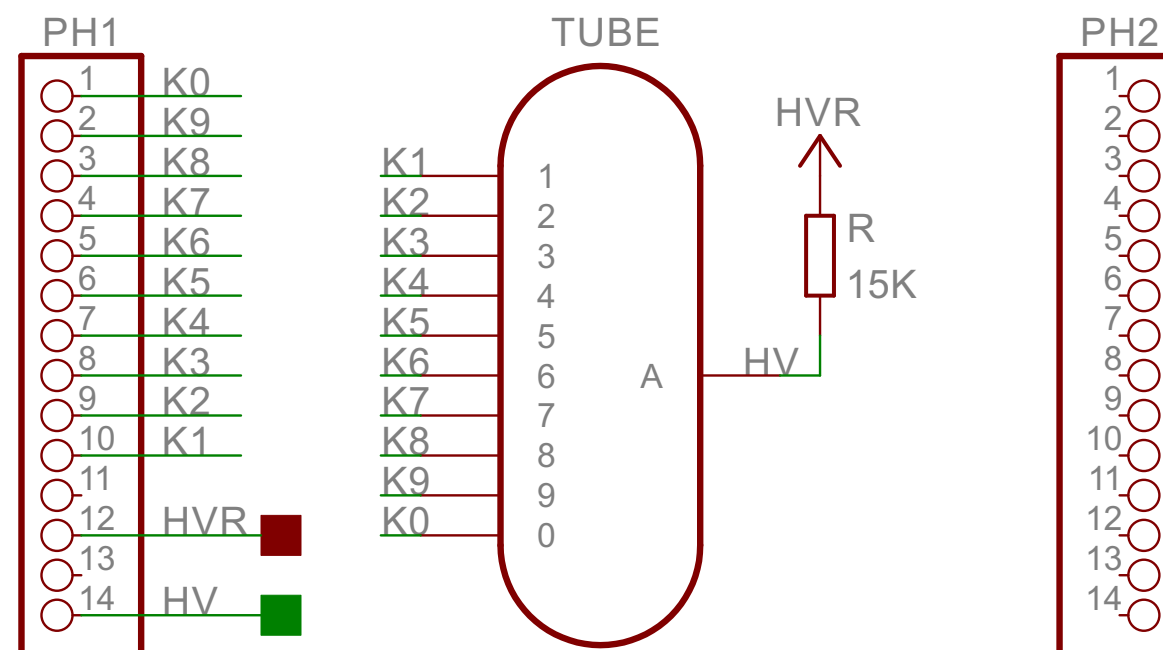 PH1
1 K0
2 K9
3 K8
4 K7
5 K6
6 K5
7 K4
8 K3
9 K2
10 K1
11
12 HVR
13
14 HV
TUBE
K1 1
K2 2
K3 3
K4 4
K5 5
K6 6
K7 7
K8 8
K9 9
K0 0
A
HV
HVR
R
15K
PH2
1
2
3
4
5
6
7
8
9
10
11
12
13
14